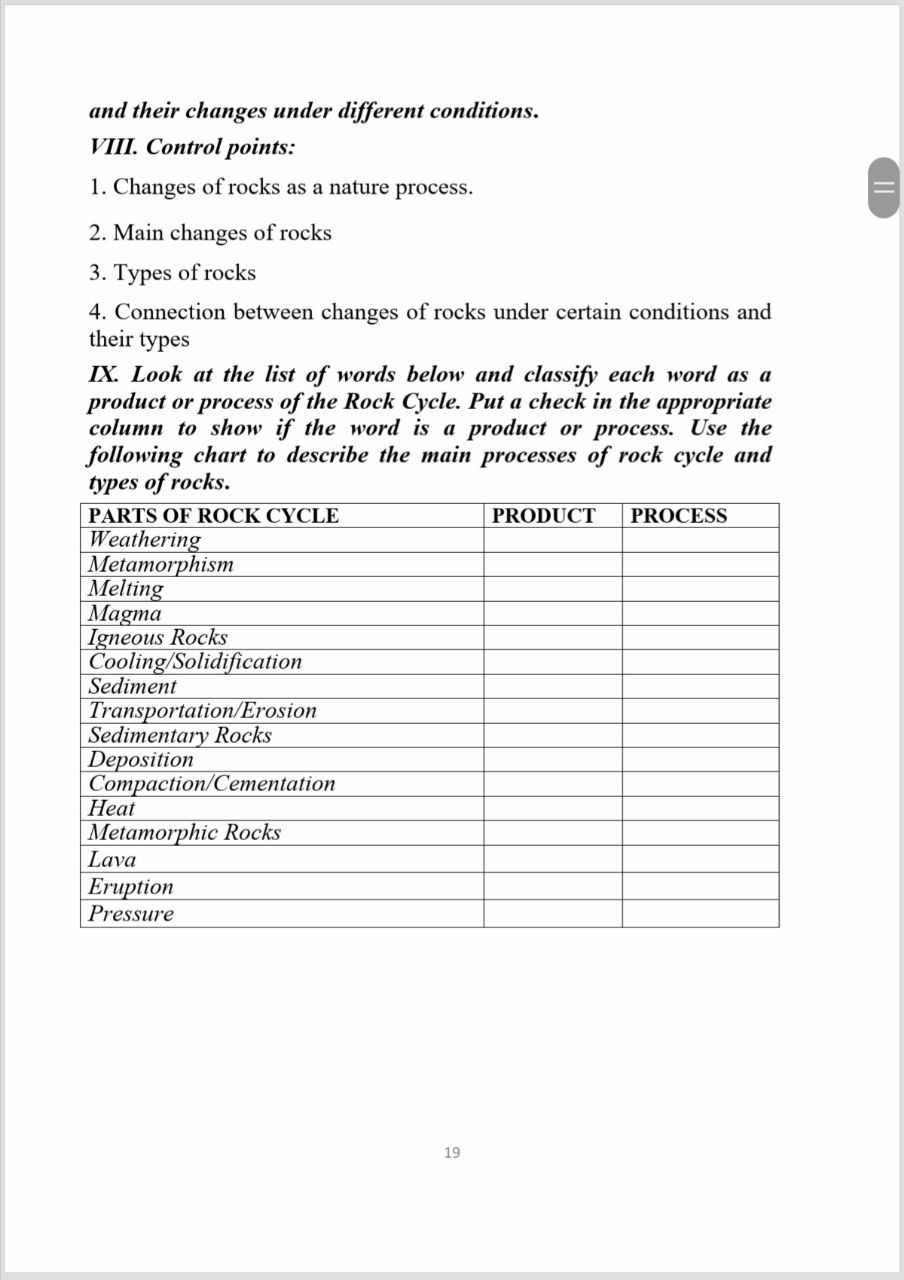 and their changes under different conditions.
VIII. Control points:
1. Changes of rocks as a nature process.
2. Main changes of rocks
3. Types of rocks
4. Connection between changes of rocks under certain conditions and
their types
IX. Look at the list of words below and classify each word as a
product or process of the Rock Cycle. Put a check in the appropriate
column to show if the word is a product or process. Use the
following chart to describe the main processes of rock cycle and
types of rocks.
PARTS OF ROCK CYCLE PRODUCT PROCESS
Weathering
Metamorphism
Melting
Magma
Igneous Rocks
Cooling/Solidification
Sediment
Transportation/Erosion
Sedimentary Rocks
Deposition
Compaction/Cementation
Heat
Metamorphic Rocks
Lava
Eruption
Pressure
19